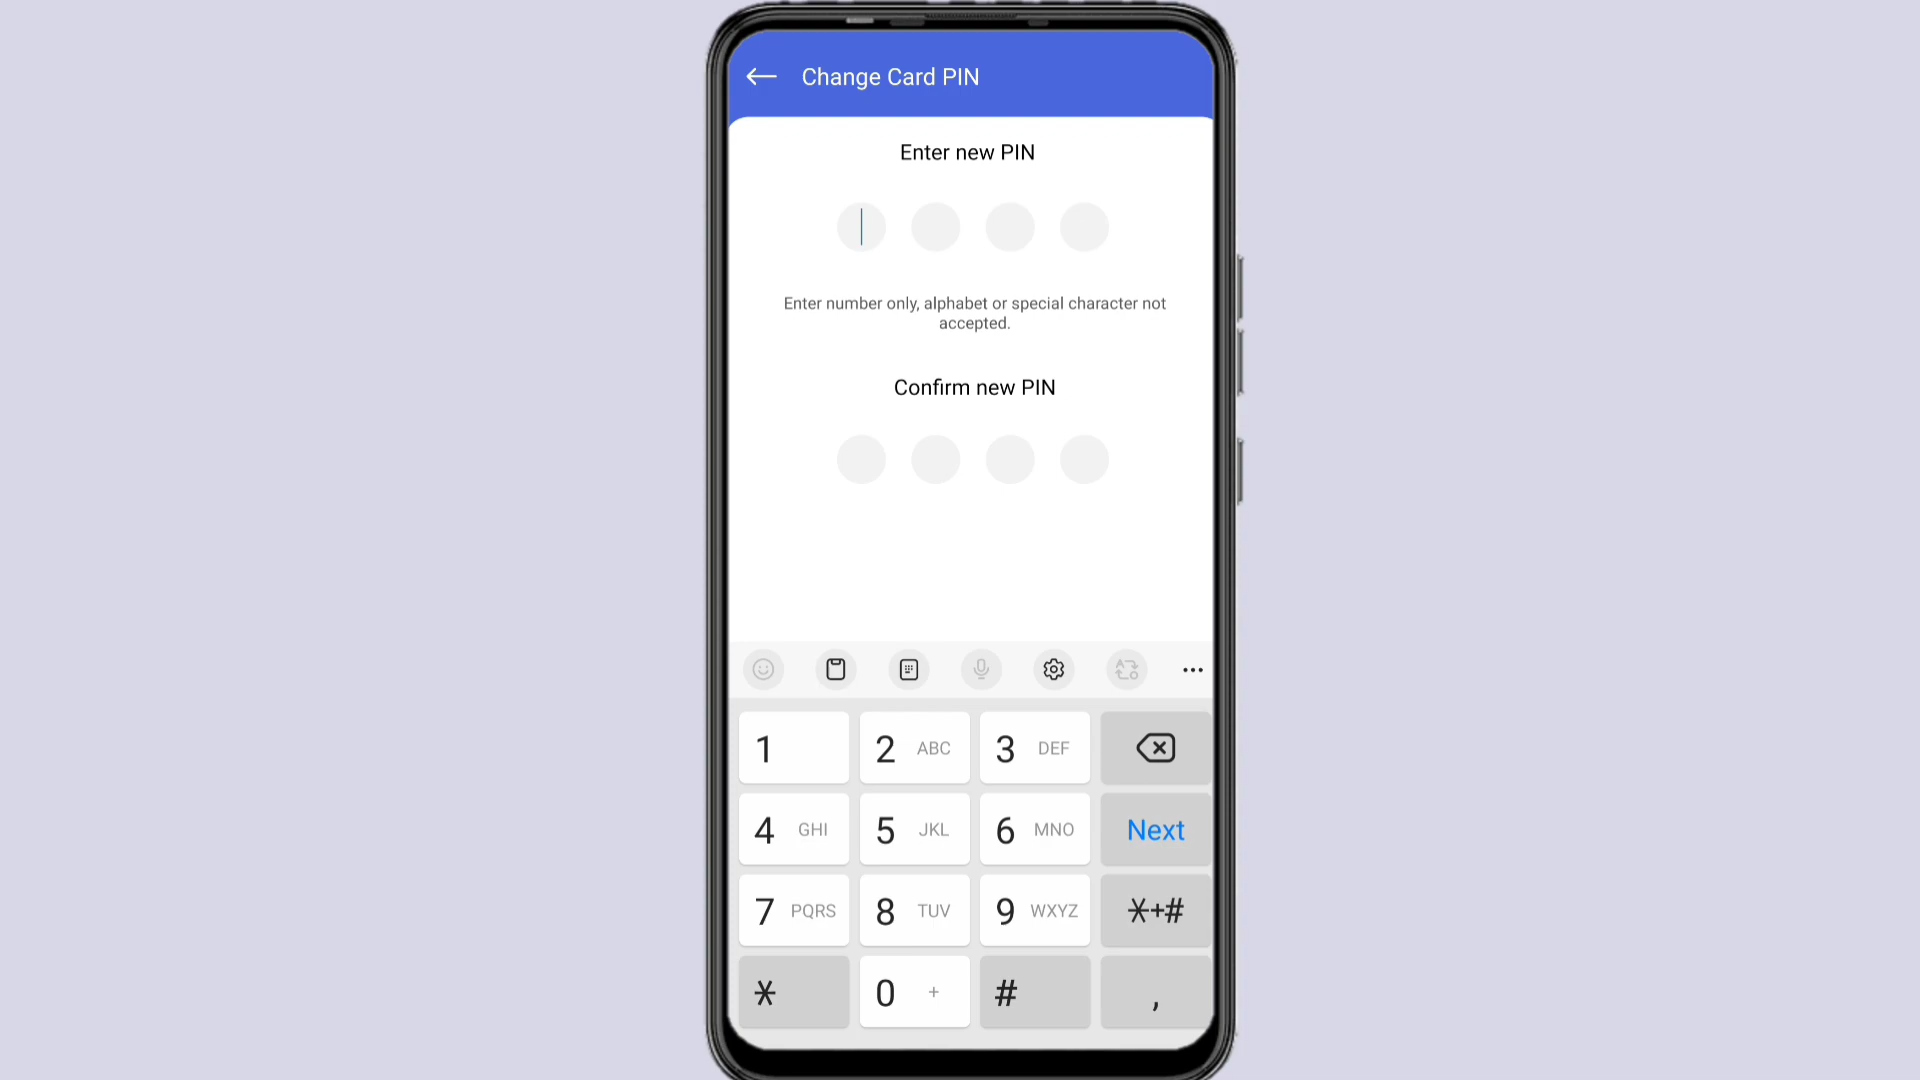 Change Card PIN
Enter new PIN
Enter number only, alphabet or special character not
accepted.
Confirm new PIN
1
2 ABC
3 DEF
4 GHI
5 JKL
6 MNO
Next
7 PQRS
8 TUV
9 WXYZ
*+#
*
0 +
#
,